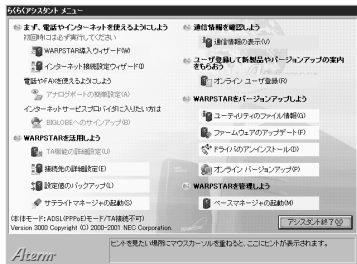 らくらくアシスタント メニュー
まず、電話やインターネットを使えるようにしよう
初回時には必ず実行してください
WARPSTAR導入ウィザード(W)
インターネット接続設定ウィザード(I)
電話やFAXを使えるようにしよう
アナログポートの簡単設定(A)
インターネットサービスプロバイダに入りたい方は
BIGLOBEへのサインアップ(B)
WARPSTARを活用しよう
TA機能の詳細設定(J)
接続先の詳細設定(E)
設定値のバックアップ(L)
サテライトマネージャの起動(S)
通信情報を確認しよう
通信情報の表示(V)
ユーザ登録して新製品やバージョンアップの案内をもらおう
オンライン ユーザ登録(R)
WARPSTARをバージョンアップしよう
ユーティリティのファイル情報(G)
ファームウェアのアップデート(F)
ドライバのアンインストール(D)
オンライン バージョンアップ(P)
WARPSTARを管理しよう
ベースマネージャの起動(M)
(本体モード:ADSL(PPPoE)モード/TA接続不可)
Version 3000 Copyright (C) 2000-2001 NEC Corporation.
アシスタント終了(X)
Aterm
ヒントを見たい場所にマウスカーソルを重ねると、ここにヒントが表示されます。